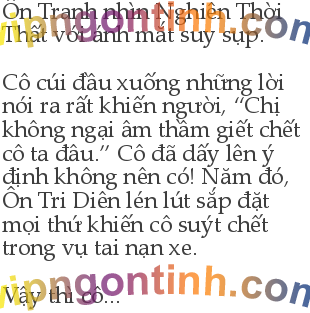 Ôn Tranh nhìn Nghiên Thời
Thất với ánh mắt suy sụp.
Cô cúi đầu xuống những lời
nói ra rất khiến người, “Chị
không ngại âm thầm giết chết
cô ta đâu.” Cô đã dấy lên ý
định không nên có! Năm đó,
Ôn Tri Diên lén lút sắp đặt
mọi thứ khiến cô suýt chết
trong vụ tai nạn xe.
Vậy thì cô...
vipngontinh.com
vipngontinh.com